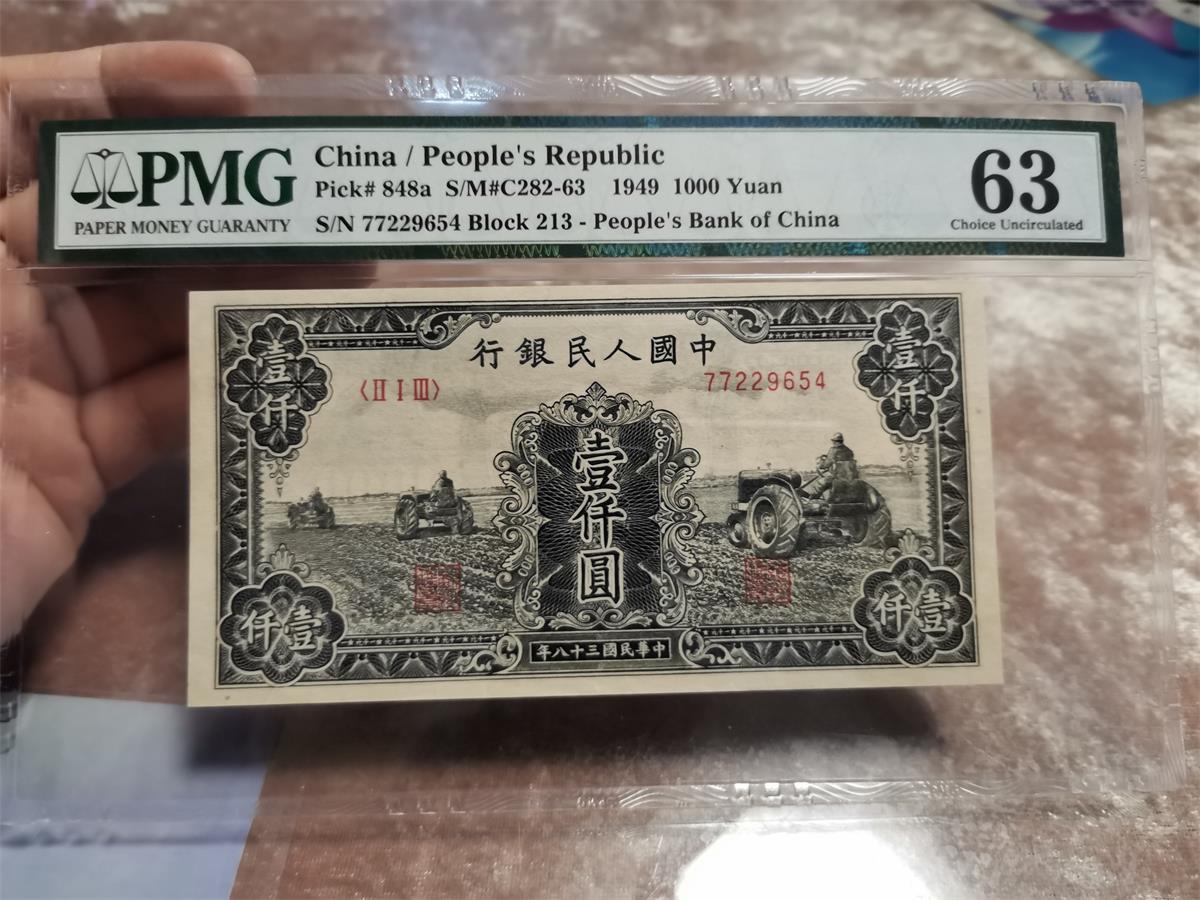 PMG
PAPER MONEY GUARANTY
China / People's Republic
Pick# 848a S/M#C282-63 1949 1000 Yuan
S/N 77229654 Block 213 - People's Bank of China
63
Choice Uncirculated
中國人民銀行
壹仟
壹仟
〈II I III〉
77229654
壹仟圓
壹仟
壹仟
中華民國三十八年